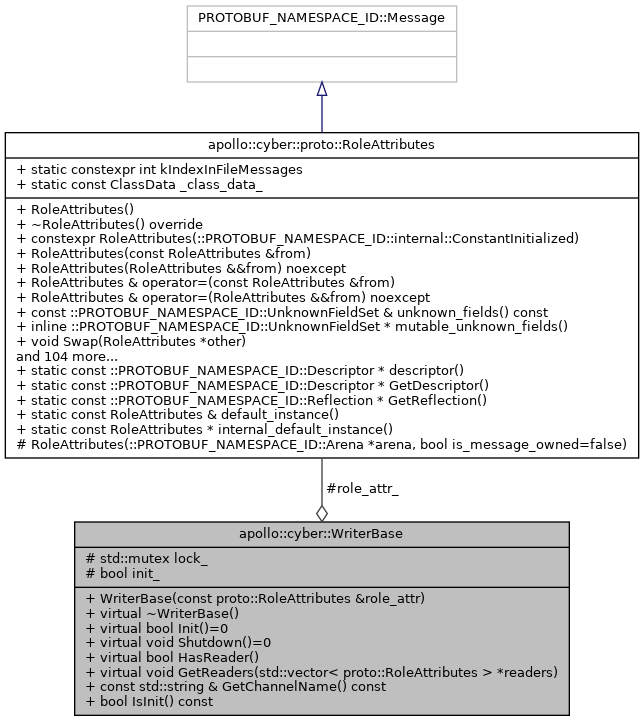 PROTOBUF_NAMESPACE_ID::Message
apollo::cyber::proto::RoleAttributes
+ static constexpr int kIndexInFileMessages
+ static const ClassData _class_data_
+ RoleAttributes()
+ ~RoleAttributes() override
+ constexpr RoleAttributes(::PROTOBUF_NAMESPACE_ID::internal::ConstantInitialized)
+ RoleAttributes(const RoleAttributes &from)
+ RoleAttributes(RoleAttributes &&from) noexcept
+ RoleAttributes & operator=(const RoleAttributes &from)
+ RoleAttributes & operator=(RoleAttributes &&from) noexcept
+ const ::PROTOBUF_NAMESPACE_ID::UnknownFieldSet & unknown_fields() const
+ inline ::PROTOBUF_NAMESPACE_ID::UnknownFieldSet * mutable_unknown_fields()
+ void Swap(RoleAttributes *other)
and 104 more...
+ static const ::PROTOBUF_NAMESPACE_ID::Descriptor * descriptor()
+ static const ::PROTOBUF_NAMESPACE_ID::Descriptor * GetDescriptor()
+ static const ::PROTOBUF_NAMESPACE_ID::Reflection * GetReflection()
+ static const RoleAttributes & default_instance()
+ static const RoleAttributes * internal_default_instance()
# RoleAttributes(::PROTOBUF_NAMESPACE_ID::Arena *arena, bool is_message_owned=false)
#role_attr_
apollo::cyber::WriterBase
# std::mutex lock_
# bool init_
+ WriterBase(const proto::RoleAttributes &role_attr)
+ virtual ~WriterBase()
+ virtual bool Init()=0
+ virtual void Shutdown()=0
+ virtual bool HasReader()
+ virtual void GetReaders(std::vector< proto::RoleAttributes > *readers)
+ const std::string & GetChannelName() const
+ bool IsInit() const